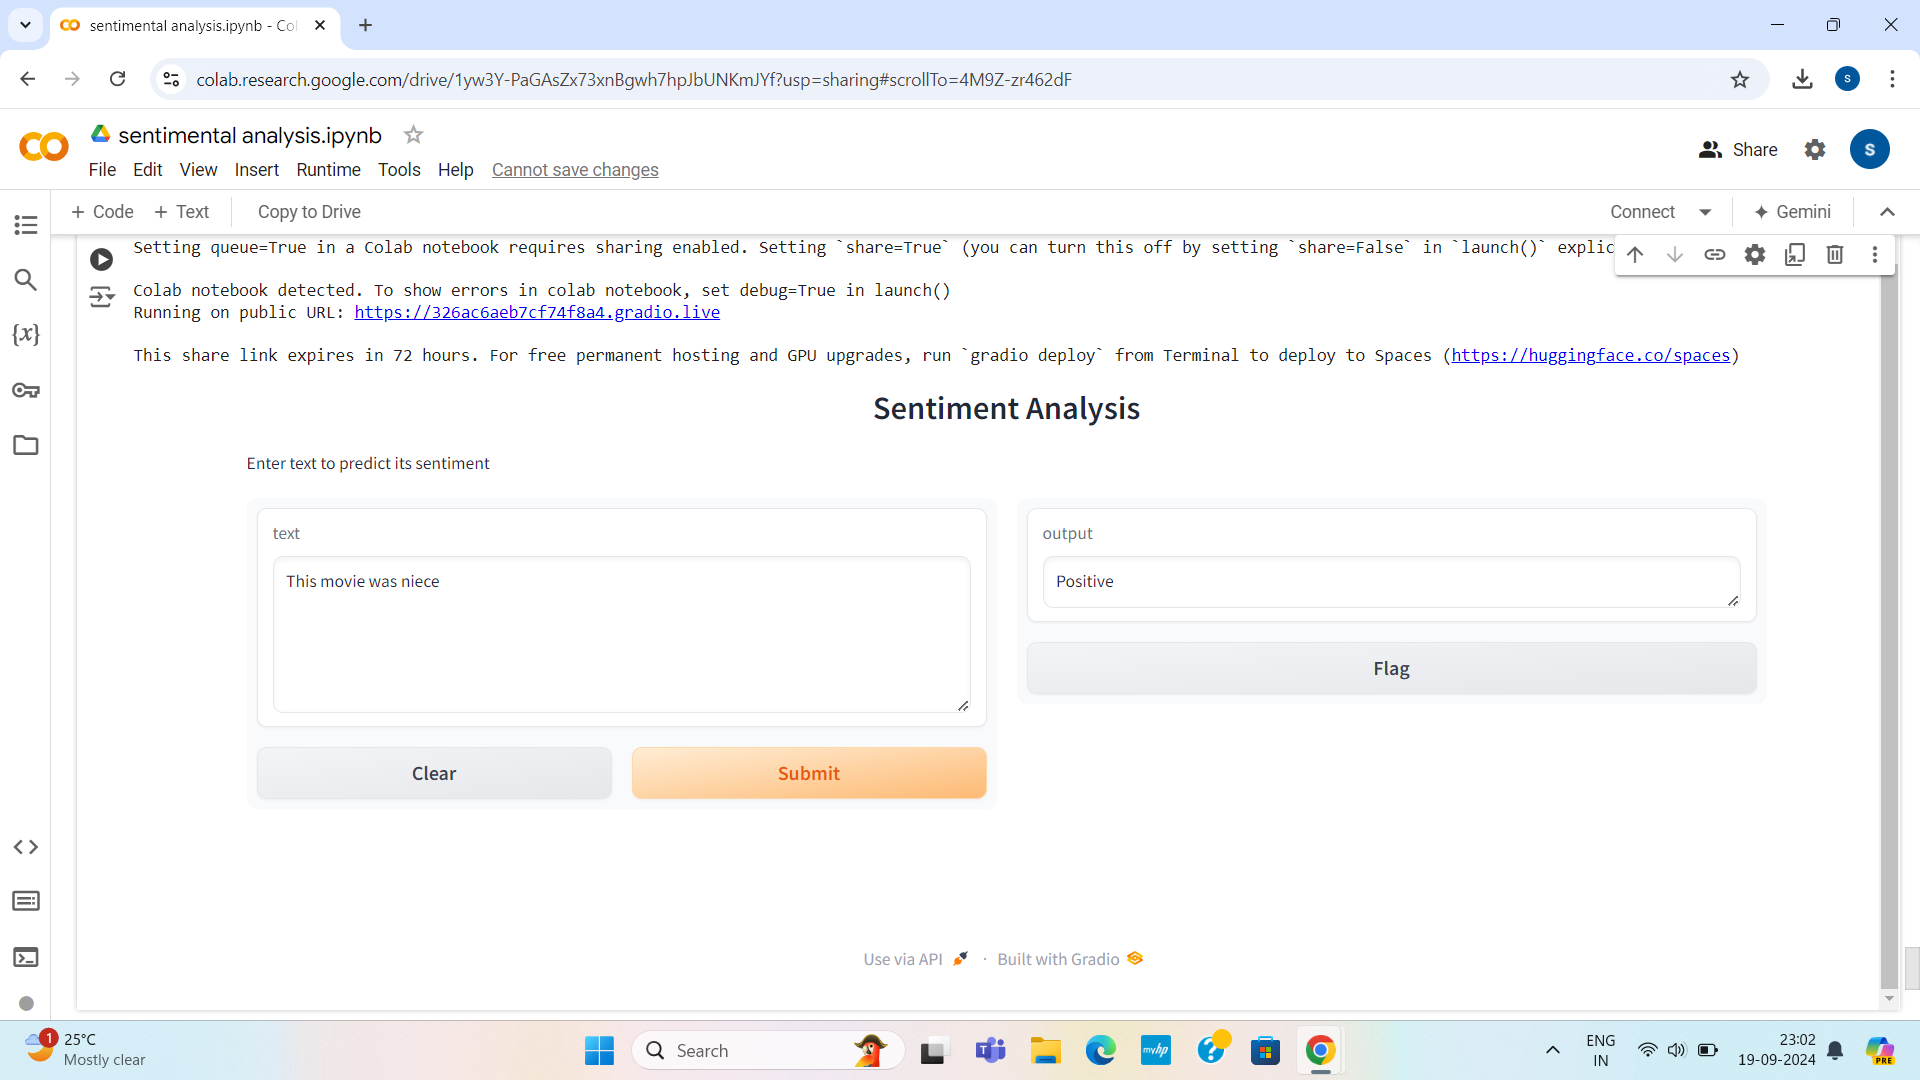 sentimental analysis.ipynb - Col
colab.research.google.com/drive/1yw3Y-PaGAsZx73xnBgwh7hpJbUNKmJYf?usp=sharing#scrollTo=4M9Z-zr462dF
S
sentimental analysis.ipynb
File Edit View Insert Runtime Tools Help Cannot save changes
Share
S
+ Code + Text Copy to Drive
Connect Gemini
Setting queue=True in a Colab notebook requires sharing enabled. Setting `share=True` (you can turn this off by setting `share=False` in `launch()` explic
Colab notebook detected. To show errors in colab notebook, set debug=True in launch()
Running on public URL: https://326ac6aeb7cf74f8a4.gradio.live
This share link expires in 72 hours. For free permanent hosting and GPU upgrades, run `gradio deploy` from Terminal to deploy to Spaces (https://huggingface.co/spaces)
{x}
Sentiment Analysis
Enter text to predict its sentiment
text
This movie was niece
output
Positive
Flag
Clear
Submit
Use via API · Built with Gradio
1
25°C
Mostly clear
Search
myhp
ENG
IN
23:02
19-09-2024
PRE